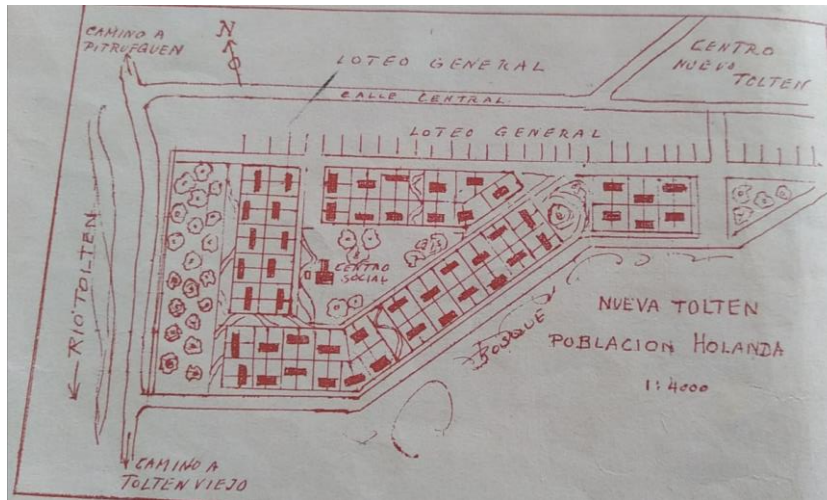 CAMINO A
PITRUFQUEN
N
LOTEO GENERAL
CENTRO
NUEVO
TOLTEN
CALLE CENTRAL
LOTEO GENERAL
← RIO TOLTEN
CENTRO
SOCIAL
BOSQUE
NUEVA TOLTEN
POBLACION HOLANDA
1:4000
CAMINO A
TOLTEN VIEJO